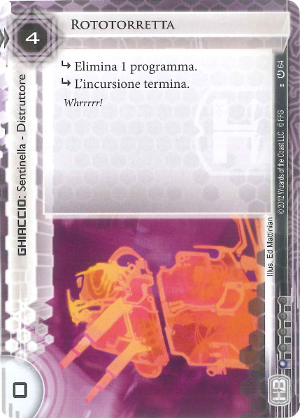 4
ROTOTORRETTA
↳ Elimina 1 programma.
↳ L'incursione termina.
Whrrrrr!
GHIACCIO: Sentinella - Distruttore
64
©2012 Wizards of the Coast LLC. © FFG
Illus. Ed Mattinian
0
HB